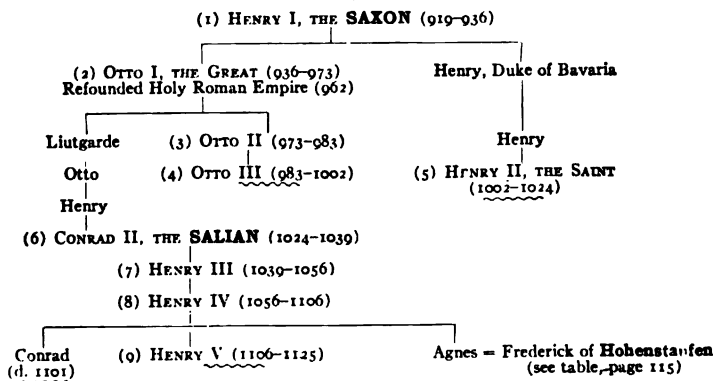 (1) HENRY I, THE SAXON (919–936)
(2) OTTO I, THE GREAT (936–973)
Refounded Holy Roman Empire (962)
Henry, Duke of Bavaria
Liutgarde
(3) OTTO II (973–983)
Henry
Otto
(4) OTTO III (983–1002)
(5) HENRY II, THE SAINT
(1002–1024)
Henry
(6) CONRAD II, THE SALIAN (1024–1039)
(7) HENRY III (1039–1056)
(8) HENRY IV (1056–1106)
Conrad
(d. 1101)
(9) HENRY V (1106–1125)
Agnes = Frederick of Hohenstaufen
(see table, page 115)